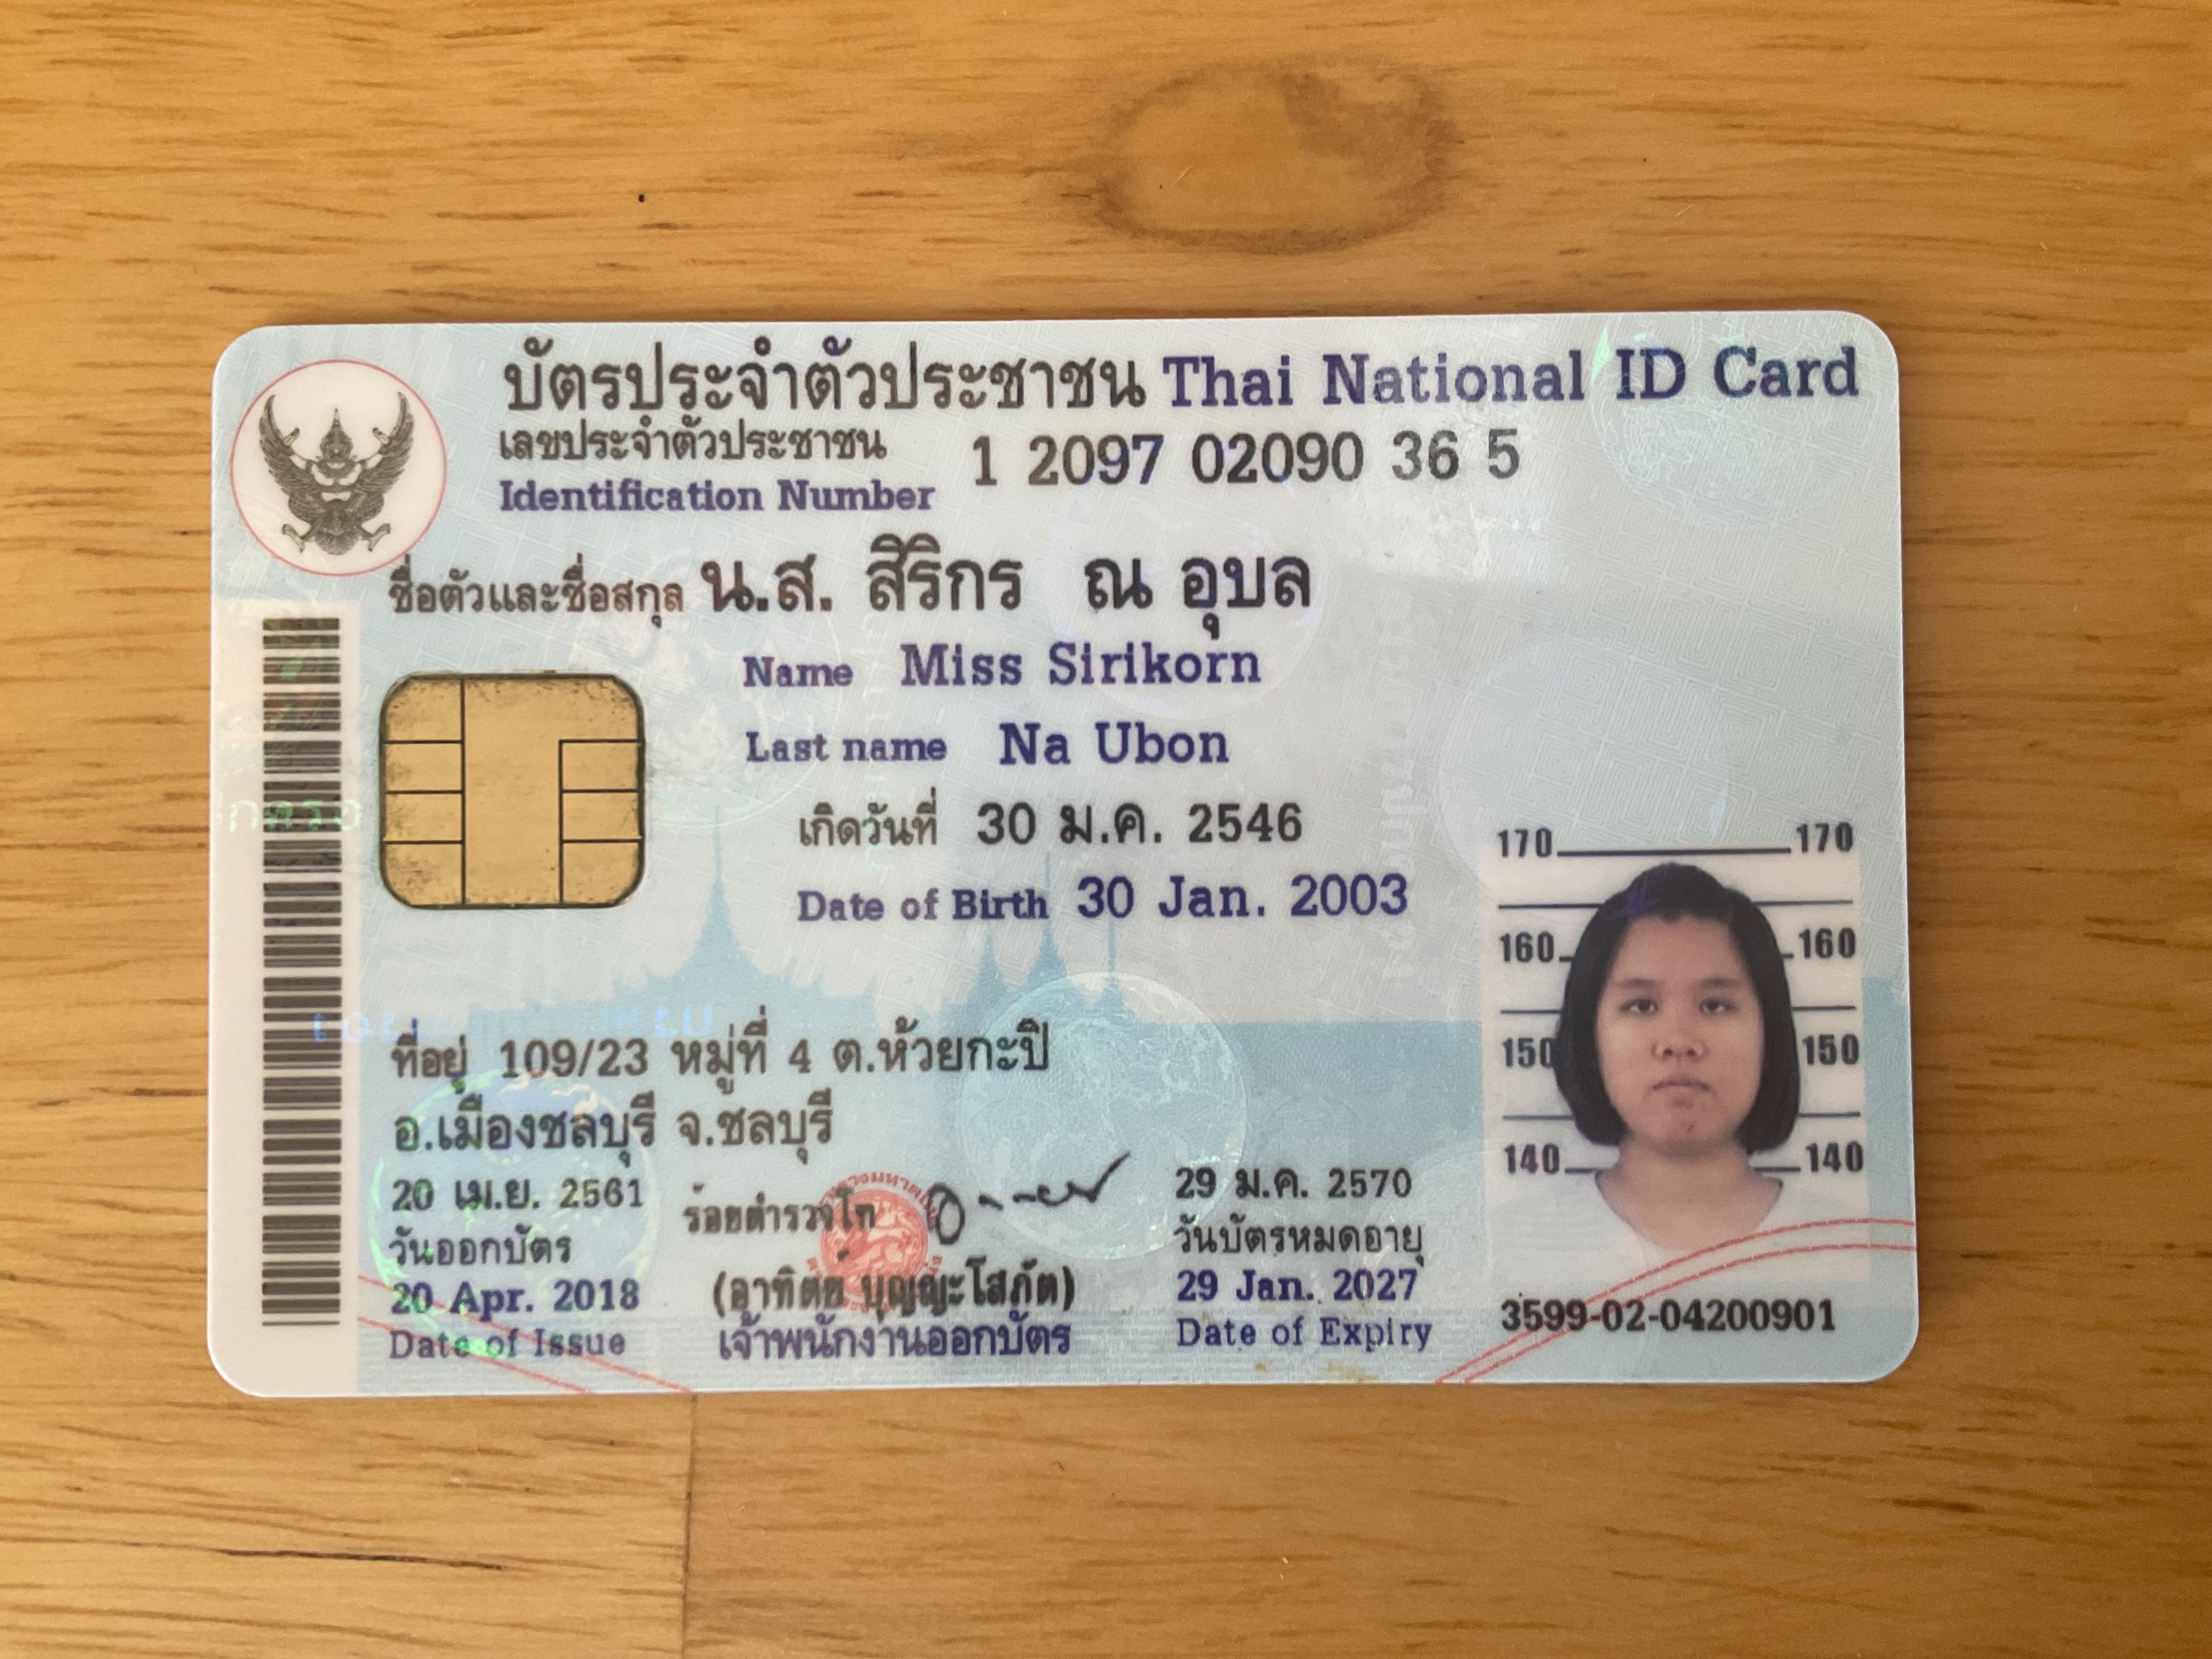 บัตรประจำตัวประชาชน Thai National ID Card
เลขประจำตัวประชาชน
Identification Number
1 2097 02090 36 5
ชื่อตัวและชื่อสกุล น.ส. สิริกร ณ อุบล
Name Miss Sirikorn
Last name Na Ubon
เกิดวันที่ 30 ม.ค. 2546
Date of Birth 30 Jan. 2003
ที่อยู่ 109/23 หมู่ที่ 4 ต.ห้วยกะปิ
อ.เมืองชลบุรี จ.ชลบุรี
20 เม.ย. 2561
วันออกบัตร
20 Apr. 2018
Date of Issue
ร้อยตำรวจโท
(อาทิตย์ บุญญะโสภัต)
เจ้าพนักงานออกบัตร
29 ม.ค. 2570
วันบัตรหมดอายุ
29 Jan. 2027
Date of Expiry
170 170
160 160
150 150
140 140
3599-02-04200901